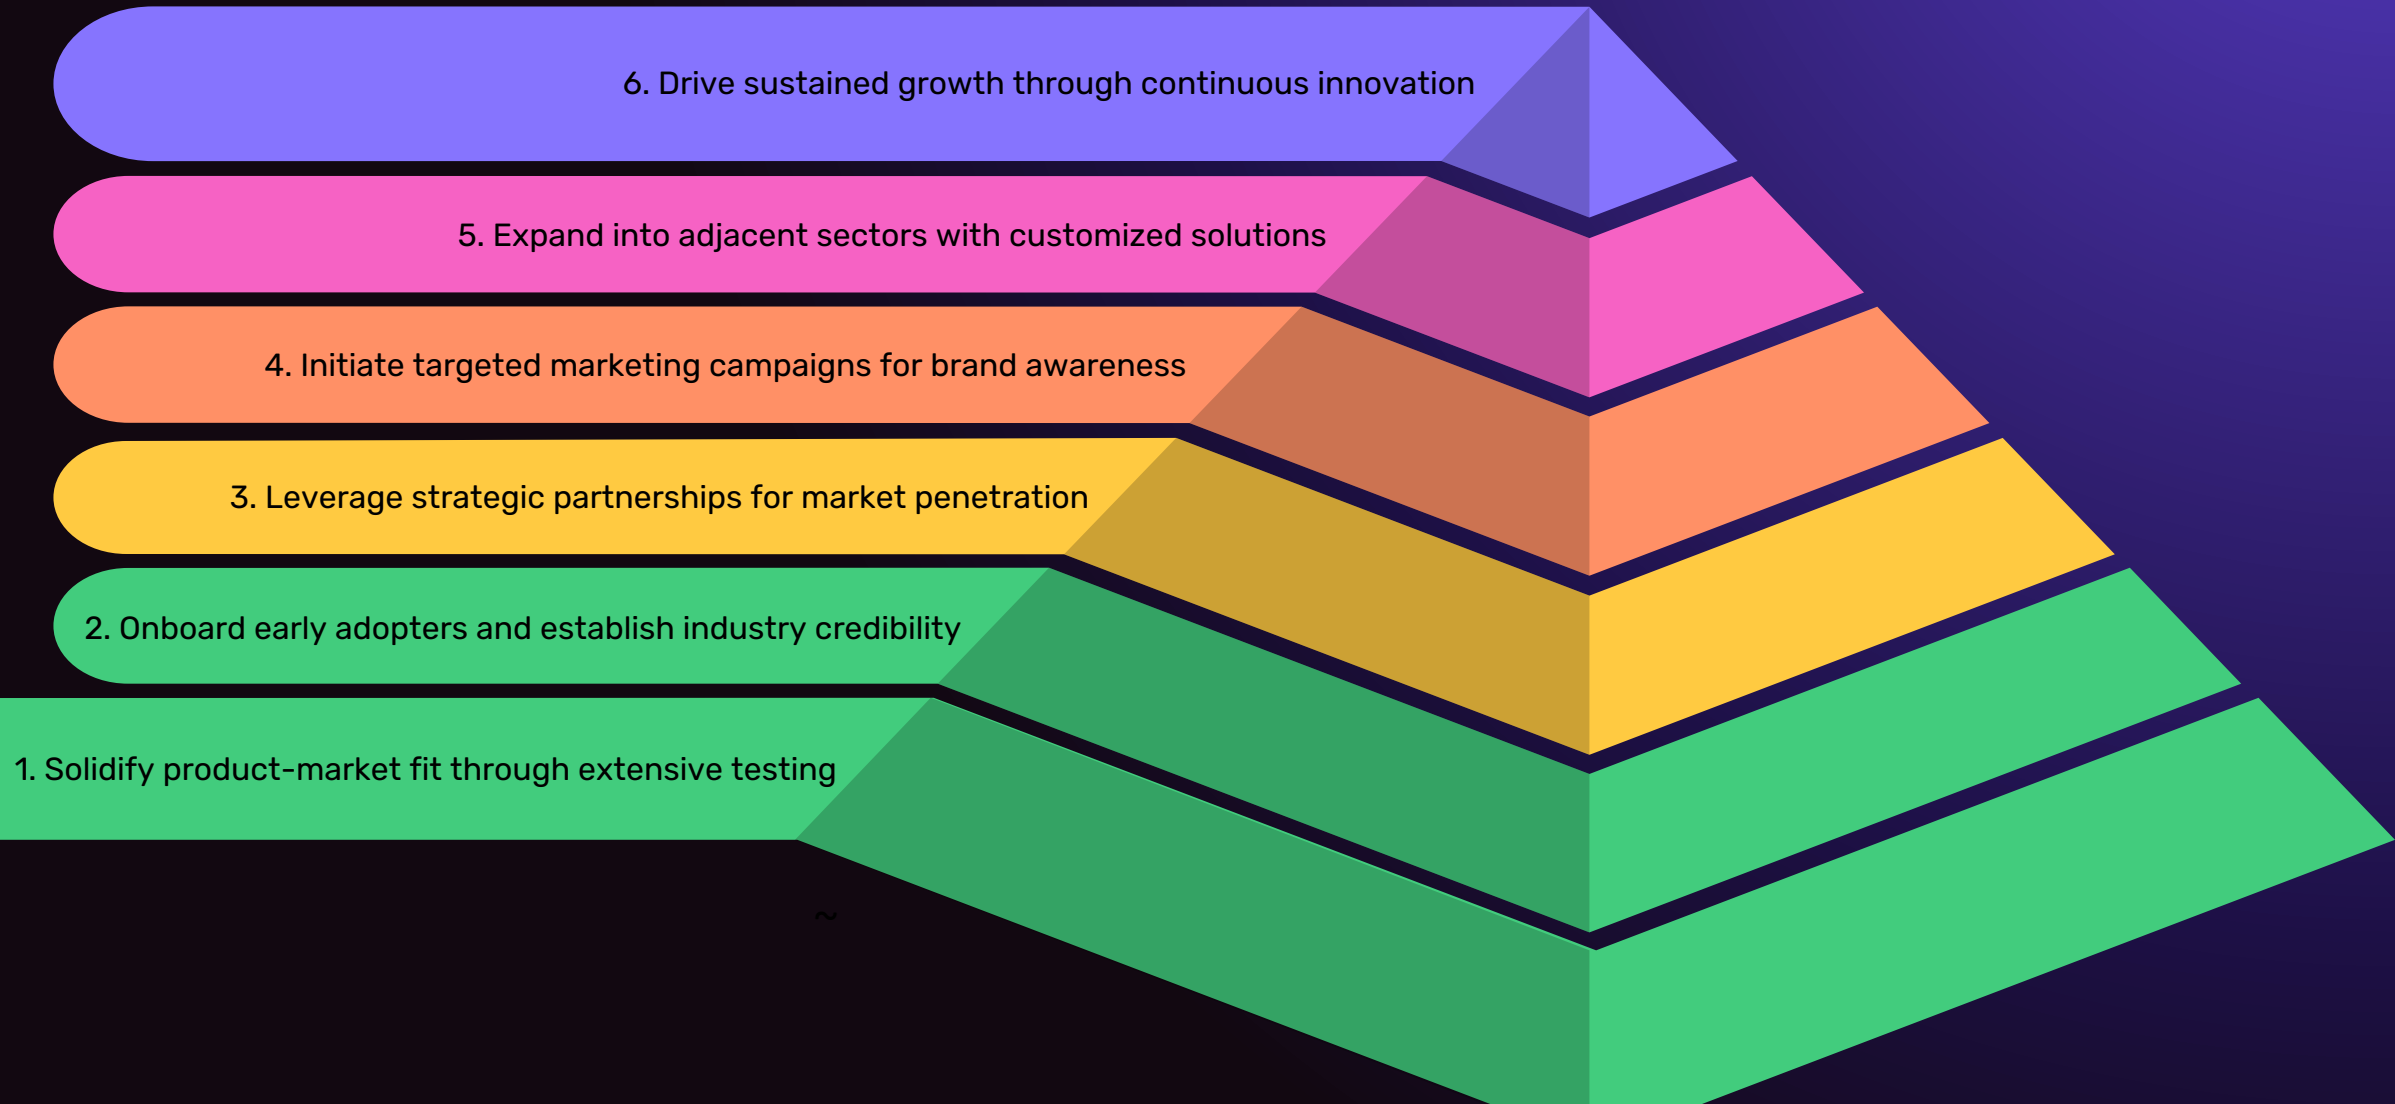 6. Drive sustained growth through continuous innovation
5. Expand into adjacent sectors with customized solutions
4. Initiate targeted marketing campaigns for brand awareness
3. Leverage strategic partnerships for market penetration
2. Onboard early adopters and establish industry credibility
1. Solidify product-market fit through extensive testing
~